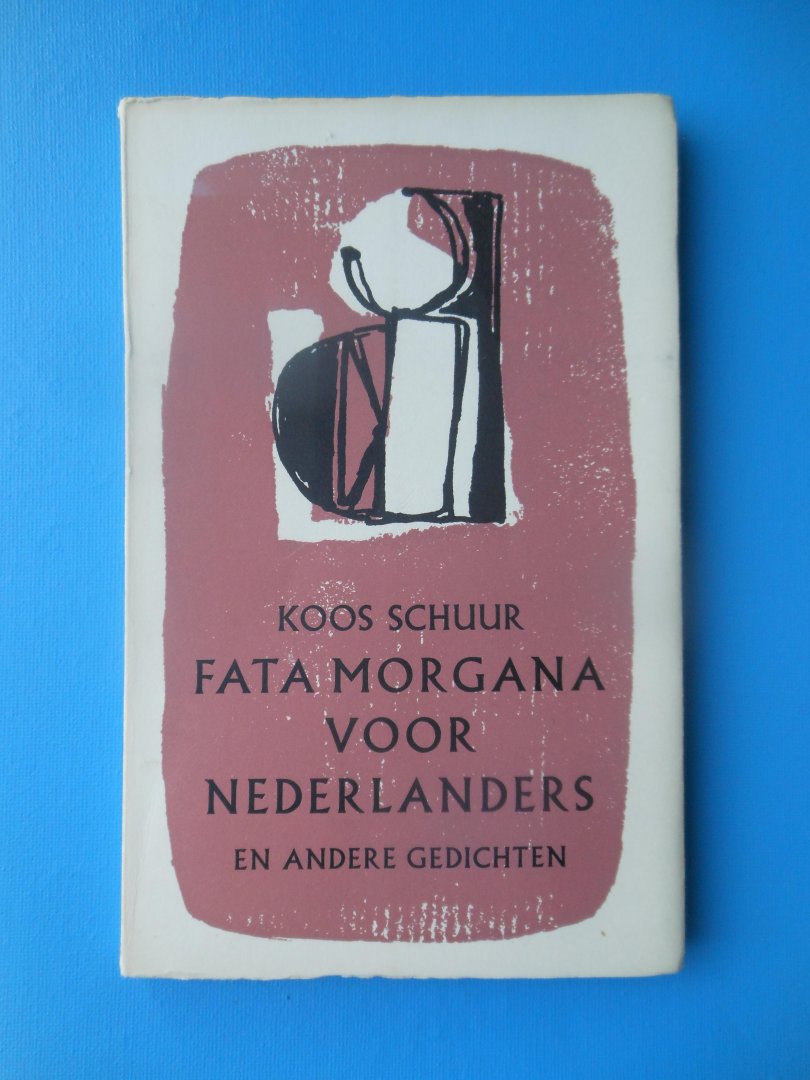 KOOS SCHUUR
FATA MORGANA
VOOR
NEDERLANDERS
EN ANDERE GEDICHTEN